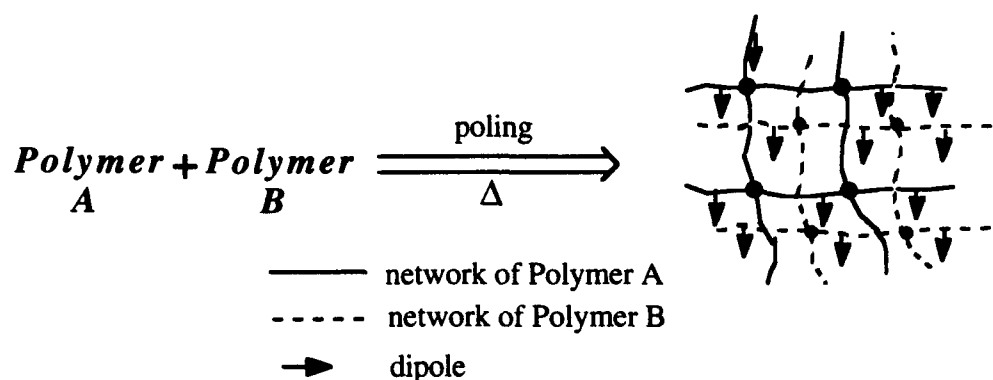 poling
Polymer + Polymer
A B
Δ
network of Polymer A
network of Polymer B
dipole